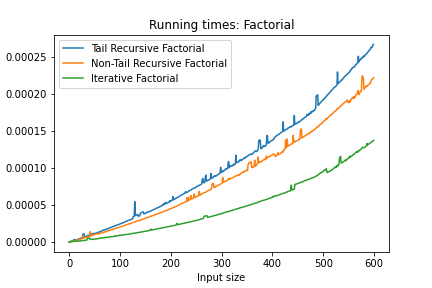 Running times: Factorial
Tail Recursive Factorial
Non-Tail Recursive Factorial
Iterative Factorial
0.00025
0.00020
0.00015
0.00010
0.00005
0.00000
0 100 200 300 400 500 600
Input size